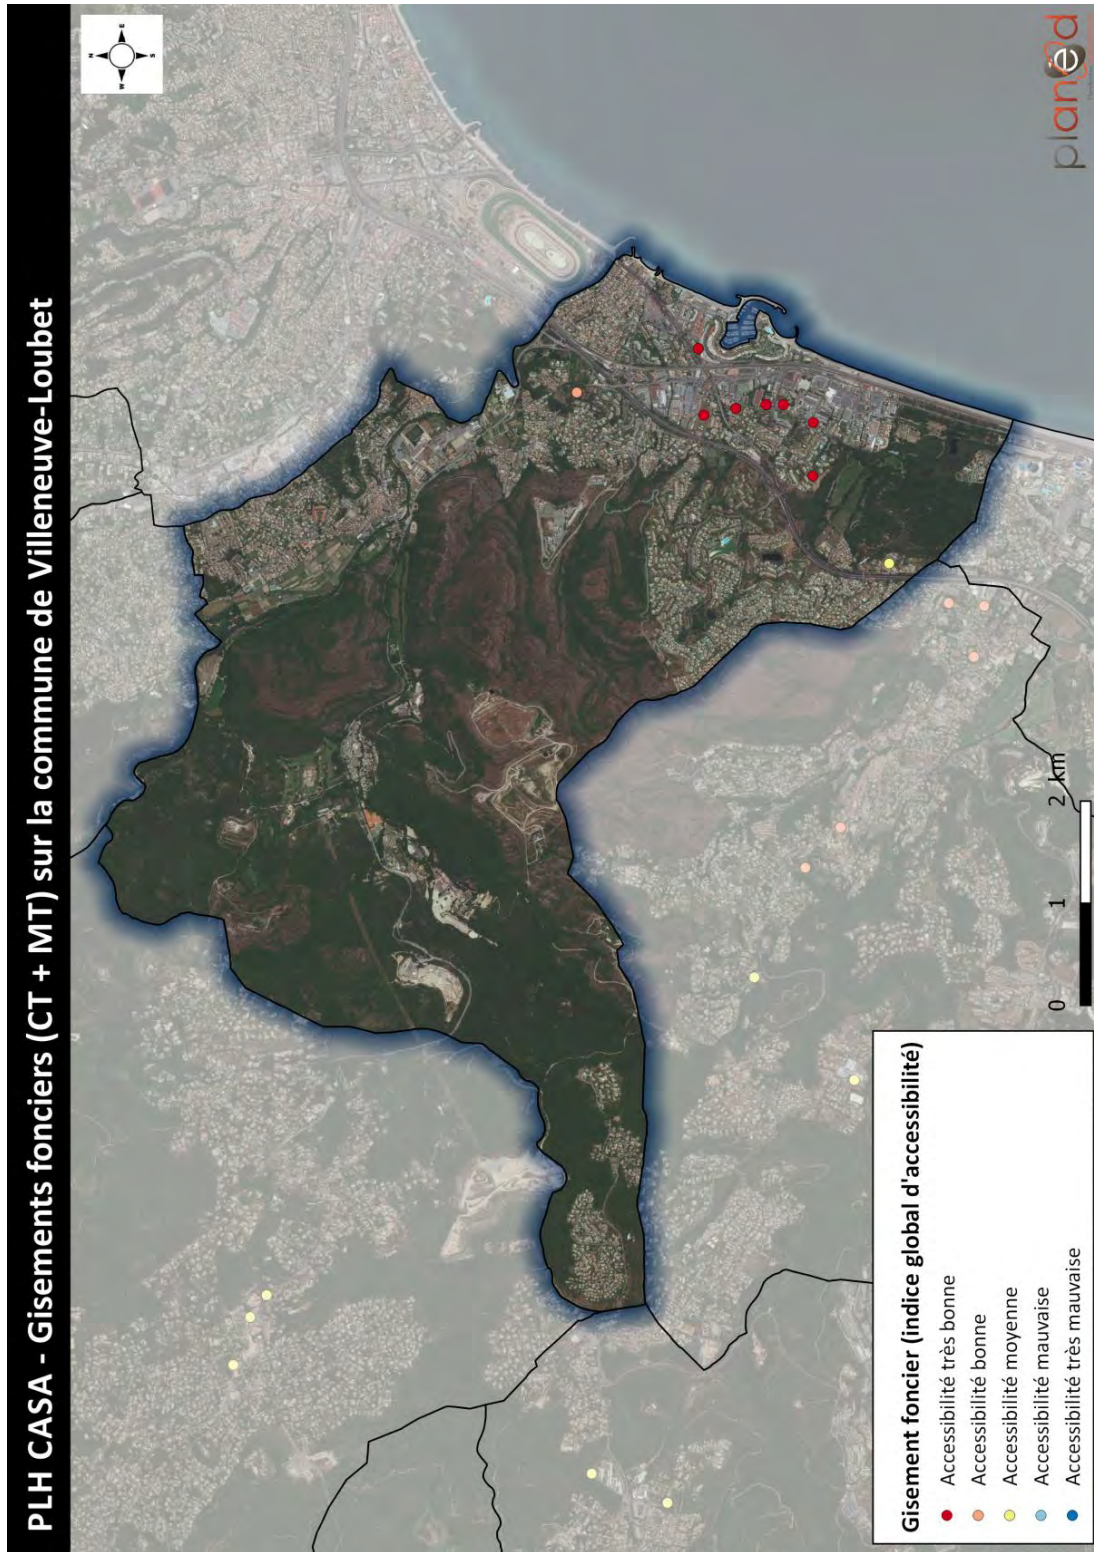 PLH CASA - Gisements fonciers (CT + MT) sur la commune de Villeneuve-Loubet
N
E
S
W
planed
0 1 2 km
Gisement foncier (indice global d'accessibilité)
Accessibilité très bonne
Accessibilité bonne
Accessibilité moyenne
Accessibilité mauvaise
Accessibilité très mauvaise